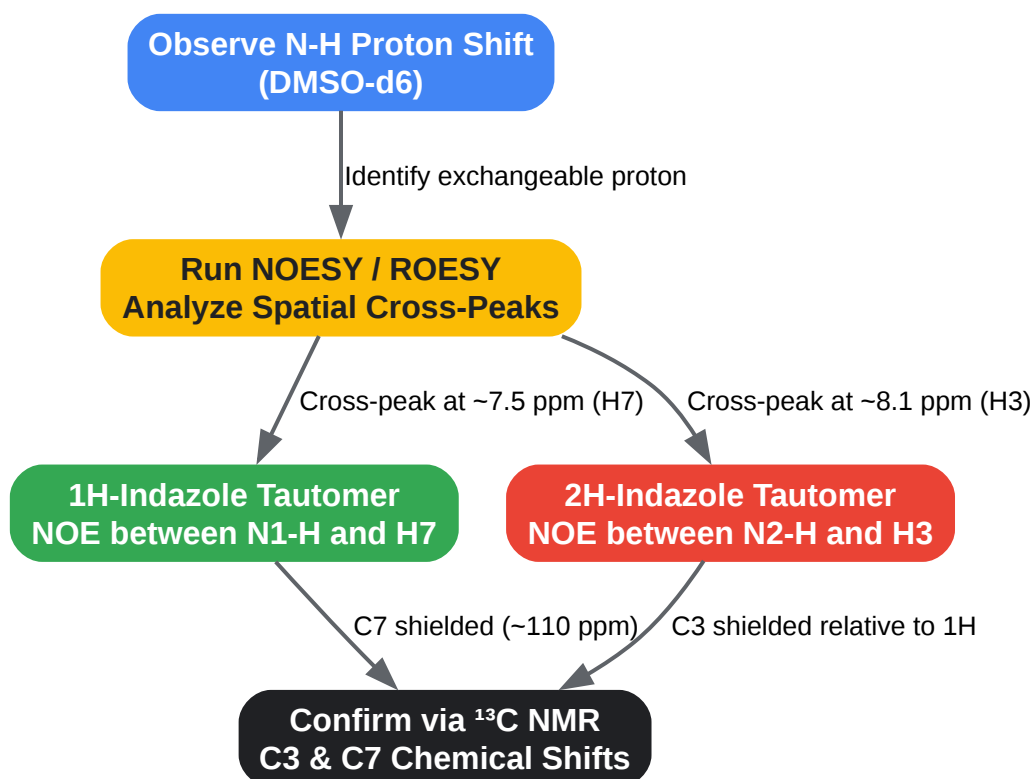 Observe N-H Proton Shift
(DMSO-d6)
Identify exchangeable proton
Run NOESY / ROESY
Analyze Spatial Cross-Peaks
Cross-peak at ~7.5 ppm (H7)
Cross-peak at ~8.1 ppm (H3)
1H-Indazole Tautomer
NOE between N1-H and H7
2H-Indazole Tautomer
NOE between N2-H and H3
C7 shielded (~110 ppm)
C3 shielded relative to 1H
Confirm via ¹³C NMR
C3 & C7 Chemical Shifts